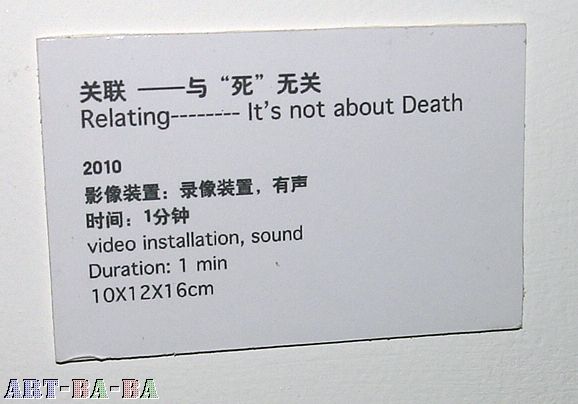 关联 ——与“死”无关
Relating-------- It's not about Death
2010
影像装置：录像装置，有声
时间：1分钟
video installation, sound
Duration: 1 min
10X12X16cm
ART-BA-BA